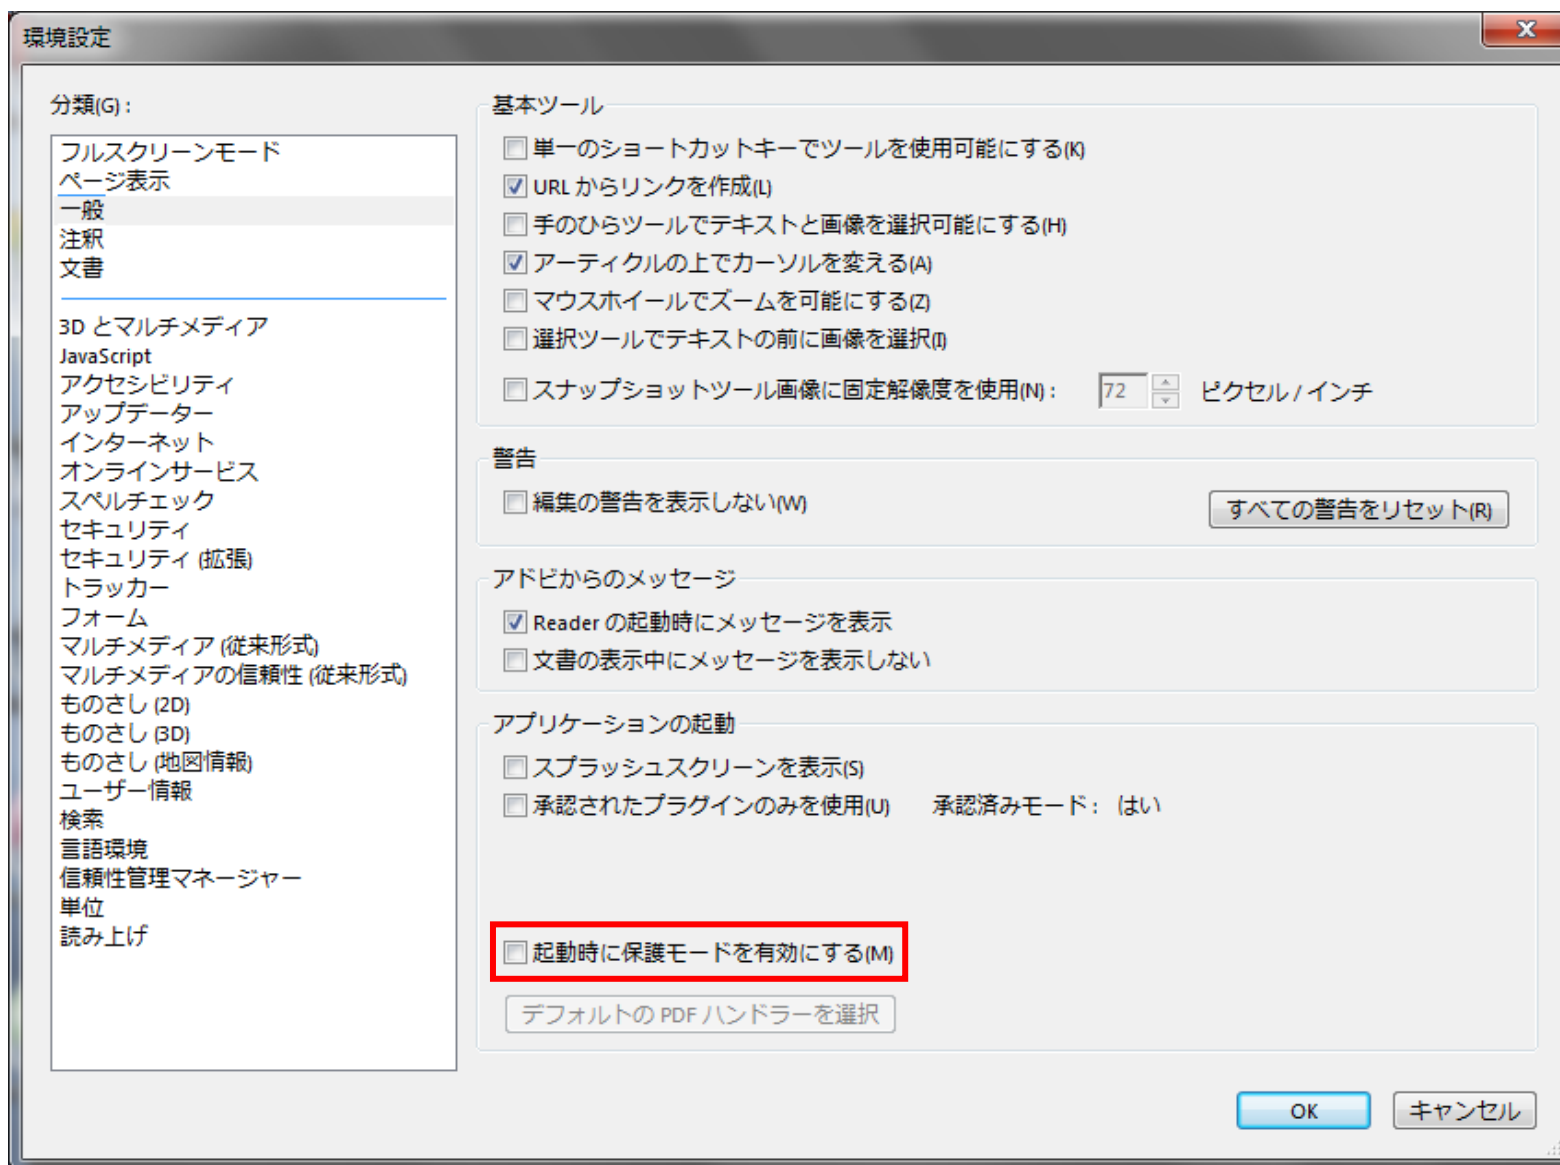 環境設定
分類(G) :
フルスクリーンモード
ページ表示
一般
注釈
文書
3D とマルチメディア
JavaScript
アクセシビリティ
アップデーター
インターネット
オンラインサービス
スペルチェック
セキュリティ
セキュリティ (拡張)
トラッカー
フォーム
マルチメディア (従来形式)
マルチメディアの信頼性 (従来形式)
ものさし (2D)
ものさし (3D)
ものさし (地図情報)
ユーザー情報
検索
言語環境
信頼性管理マネージャー
単位
読み上げ
基本ツール
単一のショートカットキーでツールを使用可能にする(K)
URL からリンクを作成(L)
手のひらツールでテキストと画像を選択可能にする(H)
アーティクルの上でカーソルを変える(A)
マウスホイールでズームを可能にする(Z)
選択ツールでテキストの前に画像を選択(I)
スナップショットツール画像に固定解像度を使用(N) : 72 ピクセル / インチ
警告
編集の警告を表示しない(W) すべての警告をリセット(R)
アドビからのメッセージ
Reader の起動時にメッセージを表示
文書の表示中にメッセージを表示しない
アプリケーションの起動
スプラッシュスクリーンを表示(S)
承認されたプラグインのみを使用(U) 承認済みモード : はい
起動時に保護モードを有効にする(M)
デフォルトの PDF ハンドラーを選択
OK キャンセル